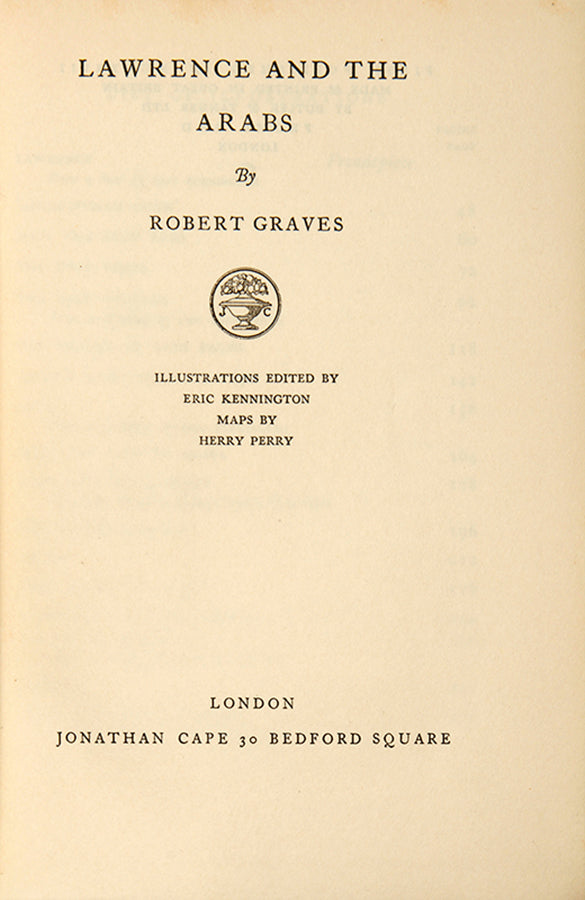 LAWRENCE AND THE
ARABS
By
ROBERT GRAVES
J C
ILLUSTRATIONS EDITED BY
ERIC KENNINGTON
MAPS BY
HERRY PERRY
LONDON
JONATHAN CAPE 30 BEDFORD SQUARE